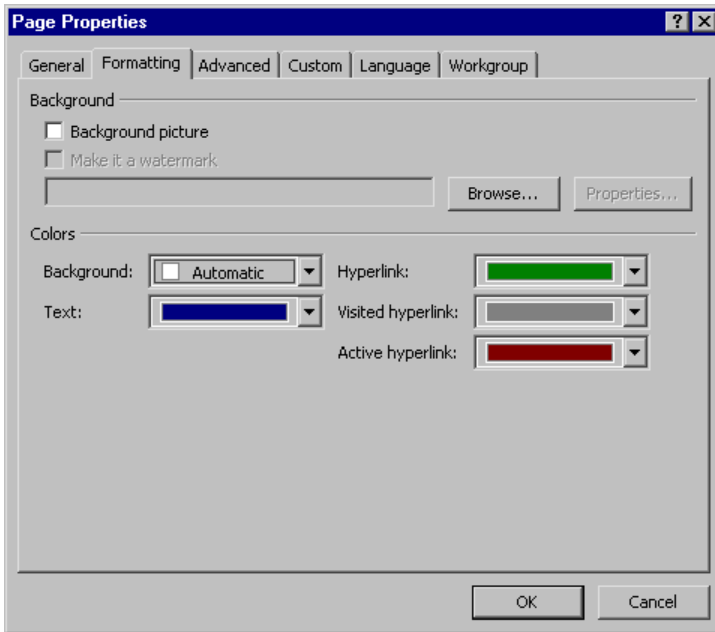 Page Properties
General Formatting Advanced Custom Language Workgroup
Background
Background picture
Make it a watermark
Browse... Properties...
Colors
Background: Automatic Hyperlink:
Text: Visited hyperlink:
Active hyperlink:
OK Cancel